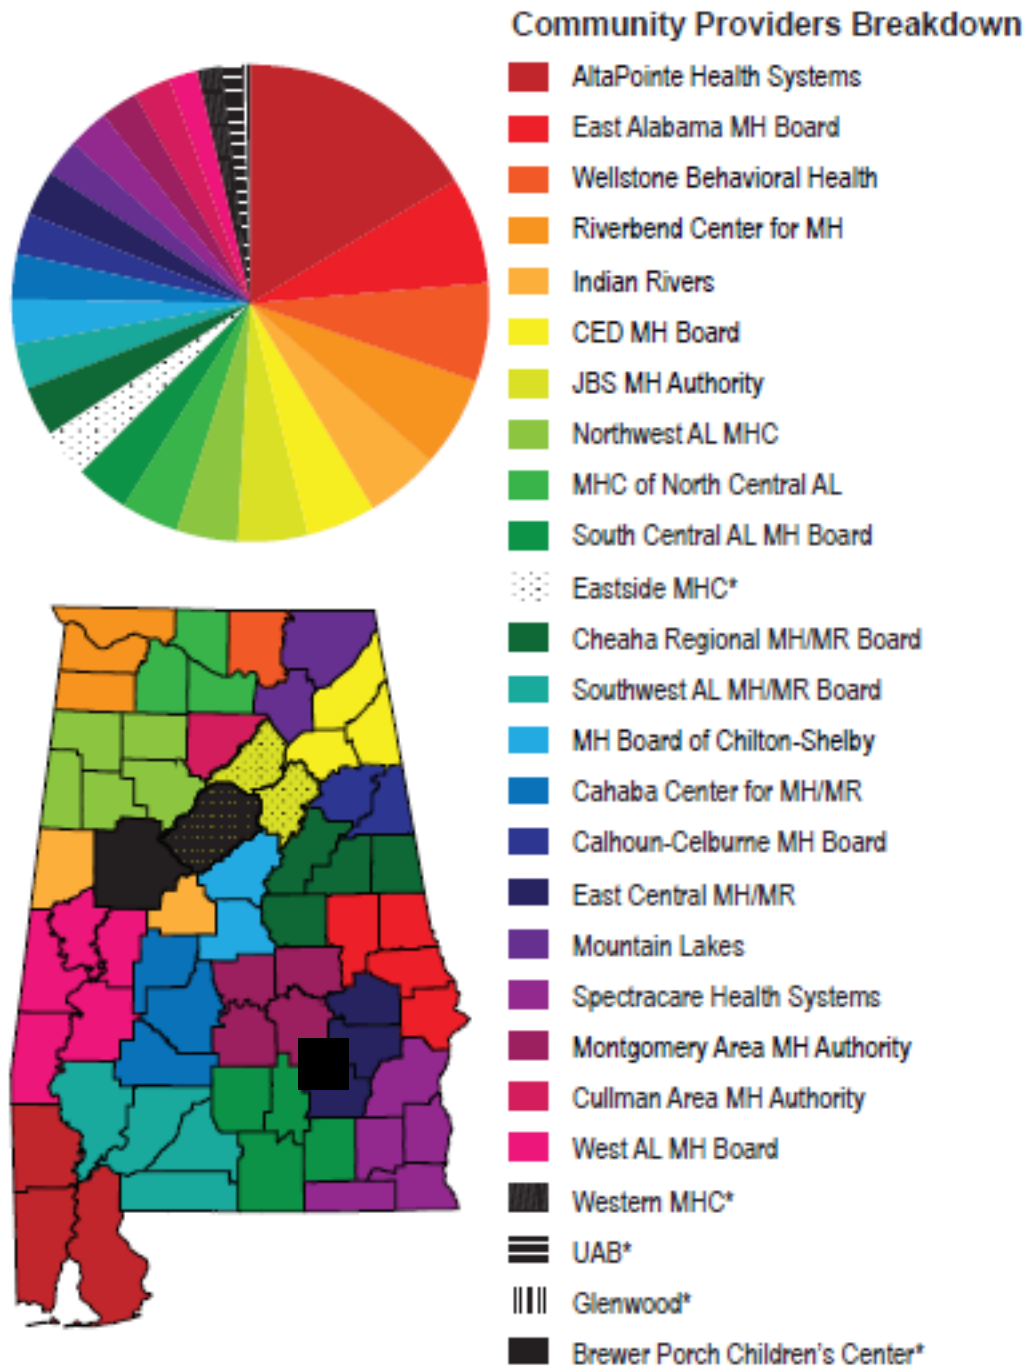 Community Providers Breakdown
AltaPointe Health Systems
East Alabama MH Board
Wellstone Behavioral Health
Riverbend Center for MH
Indian Rivers
CED MH Board
JBS MH Authority
Northwest AL MHC
MHC of North Central AL
South Central AL MH Board
Eastside MHC*
Cheaha Regional MH/MR Board
Southwest AL MH/MR Board
MH Board of Chilton-Shelby
Cahaba Center for MH/MR
Calhoun-Celburne MH Board
East Central MH/MR
Mountain Lakes
Spectracare Health Systems
Montgomery Area MH Authority
Cullman Area MH Authority
West AL MH Board
Western MHC*
UAB*
Glenwood*
Brewer Porch Children's Center*